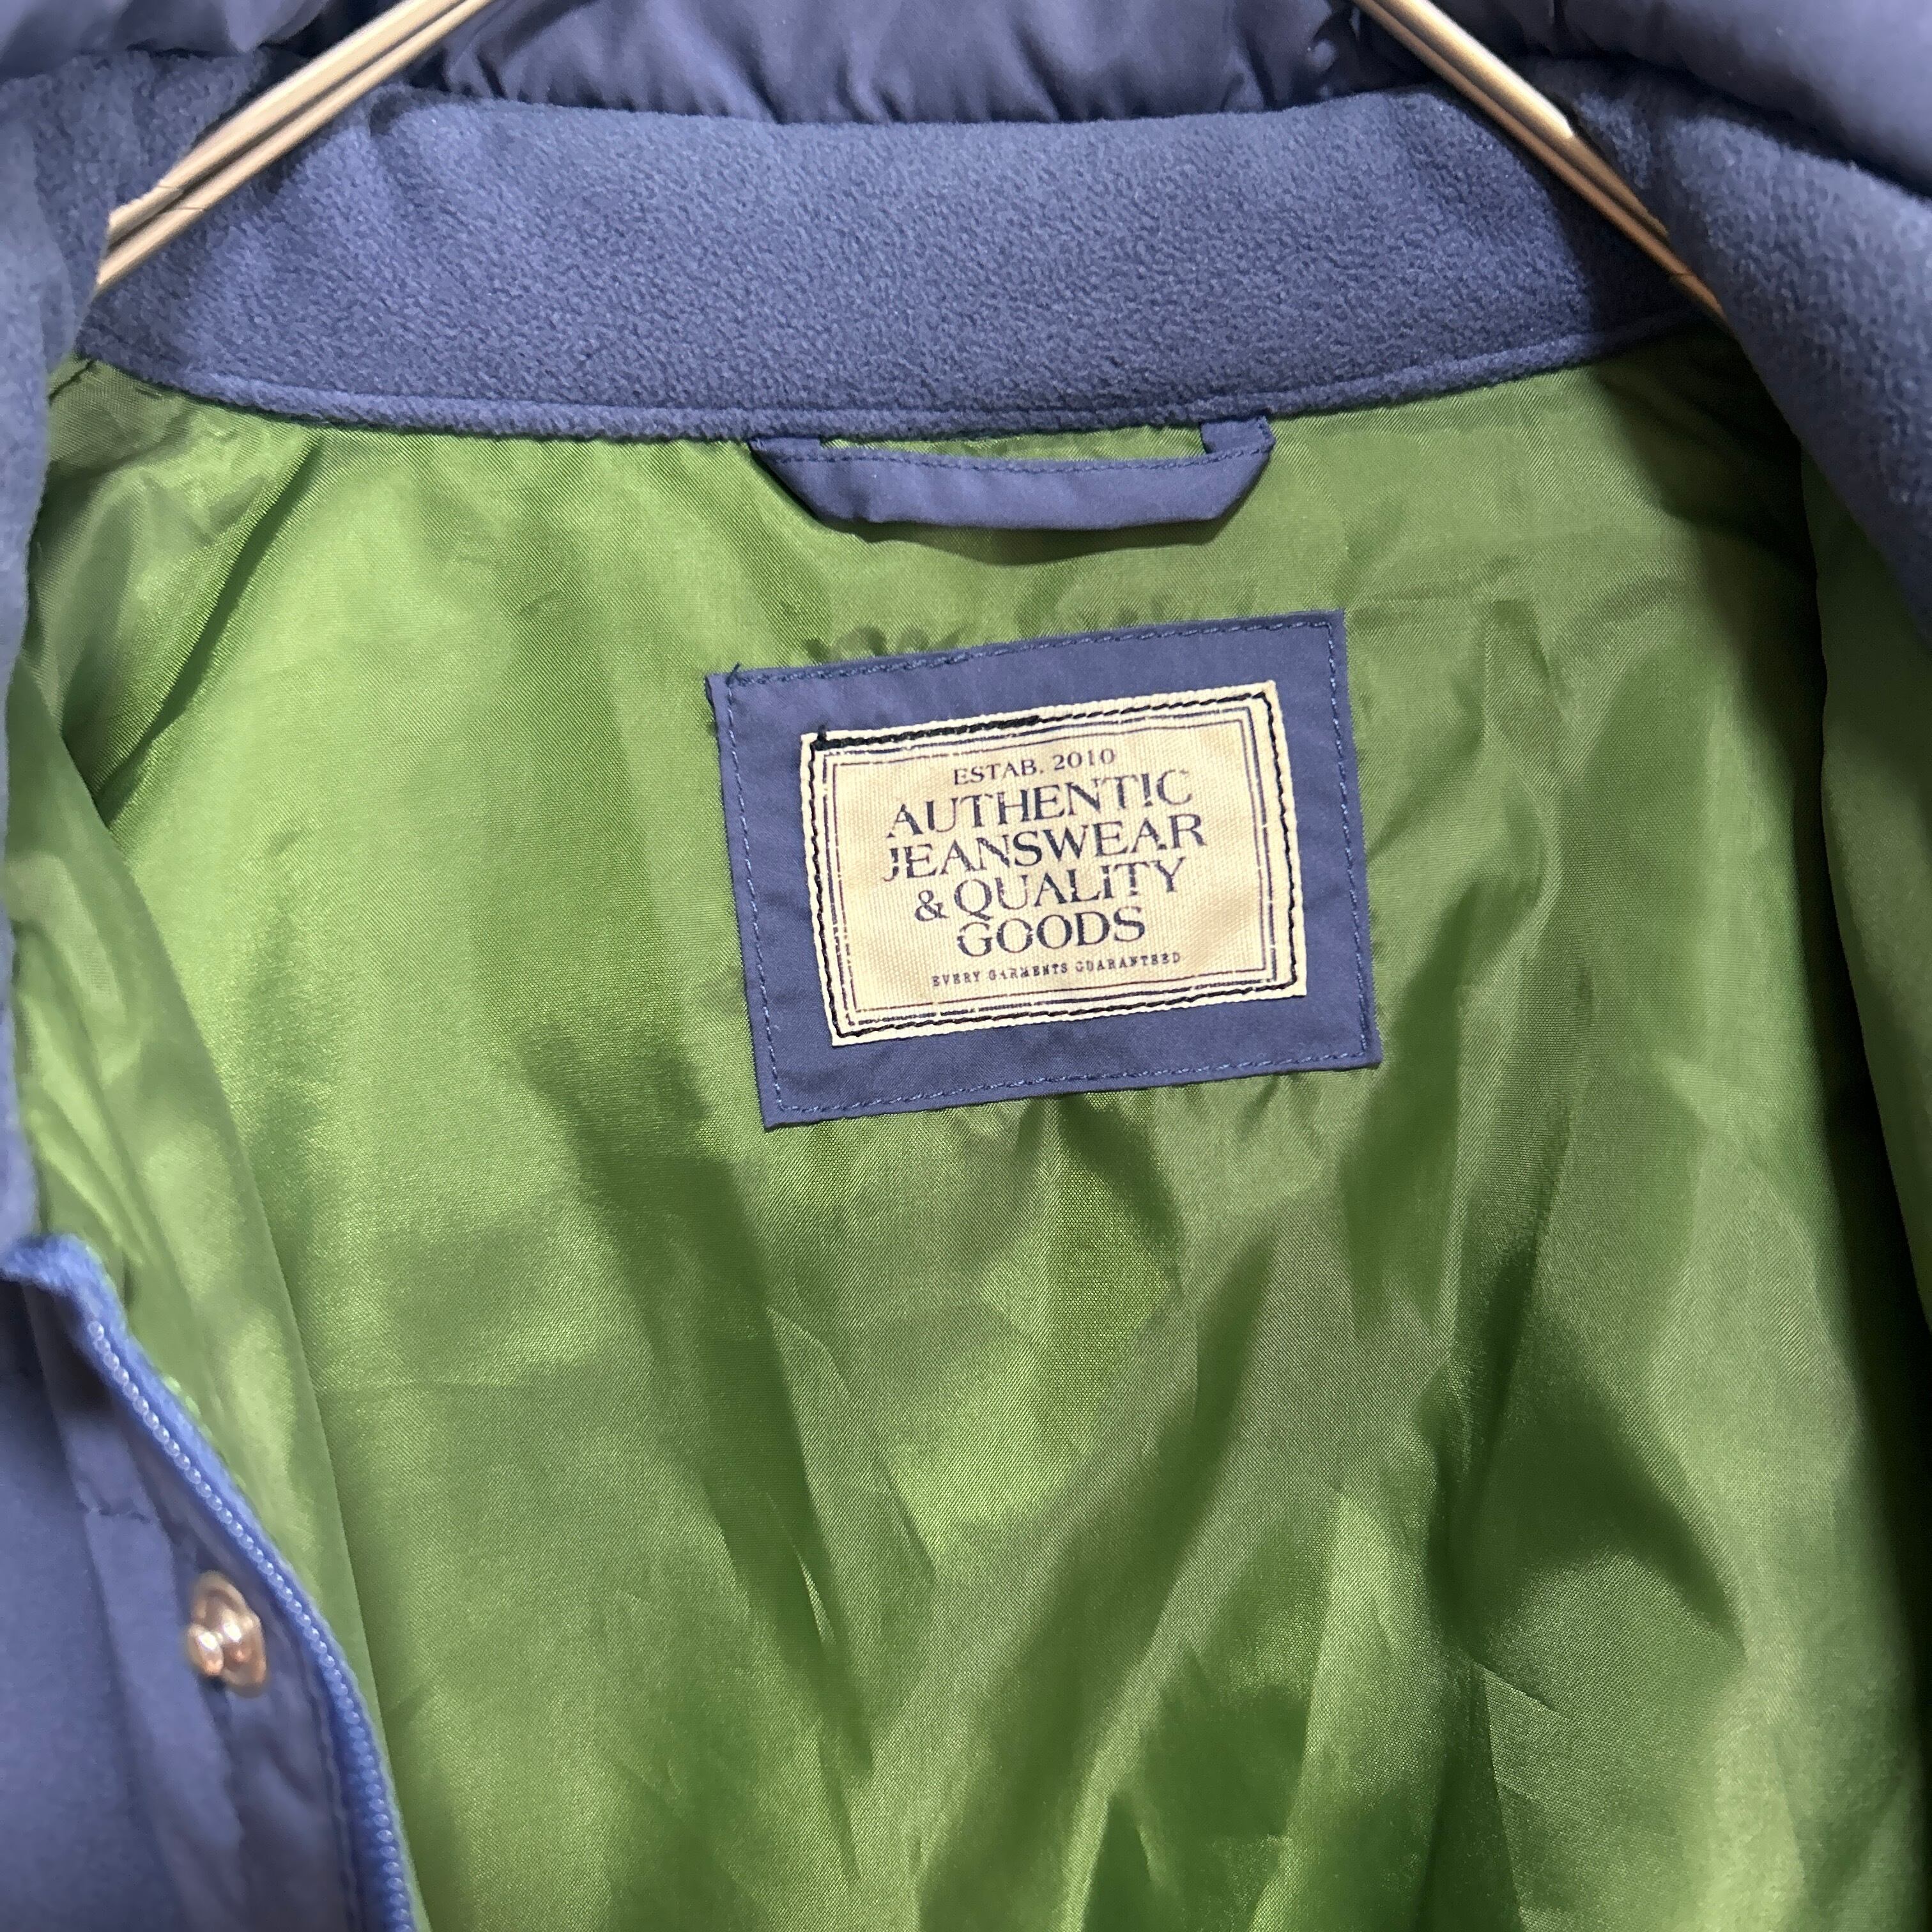 ESTAB. 2010
AUTHENTIC
JEANSWEAR
& QUALITY
GOODS
EVERY GARMENTS GUARANTEED